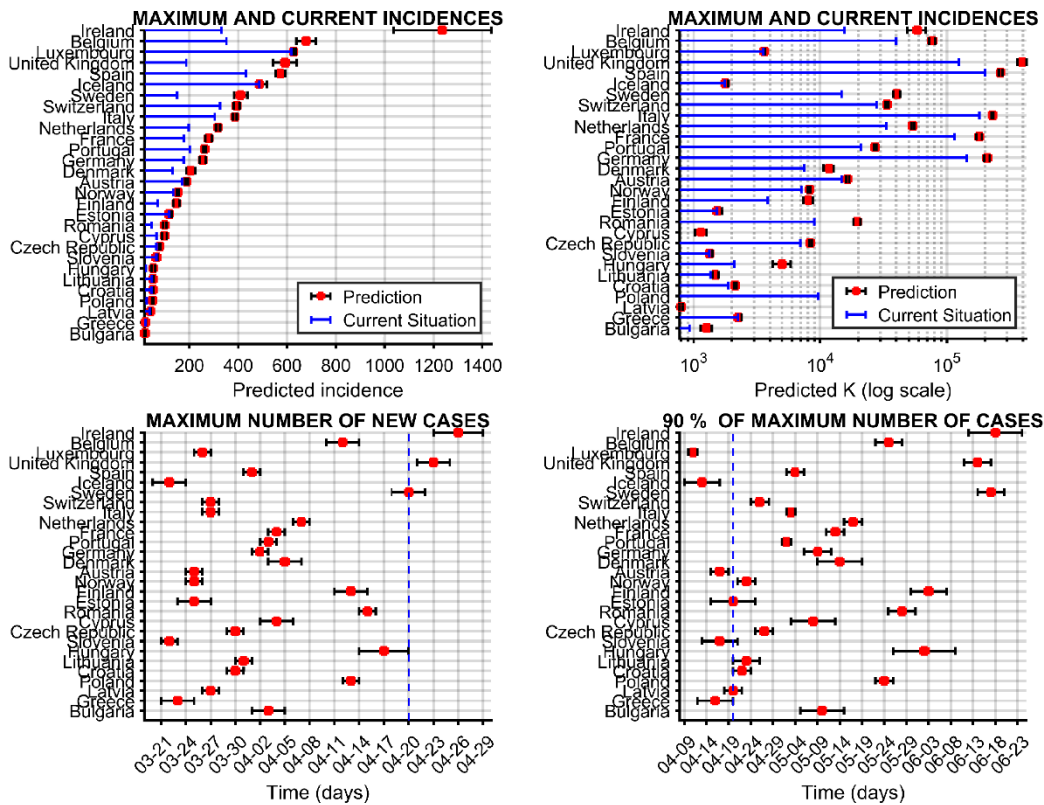 MAXIMUM AND CURRENT INCIDENCES
Ireland
Belgium
Luxembourg
United Kingdom
Spain
Iceland
Sweden
Switzerland
Italy
Netherlands
France
Portugal
Germany
Denmark
Austria
Norway
Finland
Estonia
Romania
Cyprus
Czech Republic
Slovenia
Hungary
Lithuania
Croatia
Poland
Latvia
Greece
Bulgaria
Prediction
Current Situation
200 400 600 800 1000 1200 1400
Predicted incidence
MAXIMUM AND CURRENT INCIDENCES
Ireland
Belgium
Luxembourg
United Kingdom
Spain
Iceland
Sweden
Switzerland
Italy
Netherlands
France
Portugal
Germany
Denmark
Austria
Norway
Finland
Estonia
Romania
Cyprus
Czech Republic
Slovenia
Hungary
Lithuania
Croatia
Poland
Latvia
Greece
Bulgaria
Prediction
Current Situation
10³ 10⁴ 10⁵
Predicted K (log scale)
MAXIMUM NUMBER OF NEW CASES
Ireland
Belgium
Luxembourg
United Kingdom
Spain
Iceland
Sweden
Switzerland
Italy
Netherlands
France
Portugal
Germany
Denmark
Austria
Norway
Finland
Estonia
Romania
Cyprus
Czech Republic
Slovenia
Hungary
Lithuania
Croatia
Poland
Latvia
Greece
Bulgaria
03-21 03-24 03-27 03-30 04-02 04-05 04-08 04-11 04-14 04-17 04-20 04-23 04-26 04-29
Time (days)
90 % OF MAXIMUM NUMBER OF CASES
Ireland
Belgium
Luxembourg
United Kingdom
Spain
Iceland
Sweden
Switzerland
Italy
Netherlands
France
Portugal
Germany
Denmark
Austria
Norway
Finland
Estonia
Romania
Cyprus
Czech Republic
Slovenia
Hungary
Lithuania
Croatia
Poland
Latvia
Greece
Bulgaria
04-09 04-14 04-19 04-24 04-29 05-04 05-09 05-14 05-19 05-24 05-29 06-03 06-08 06-13 06-18 06-23
Time (days)